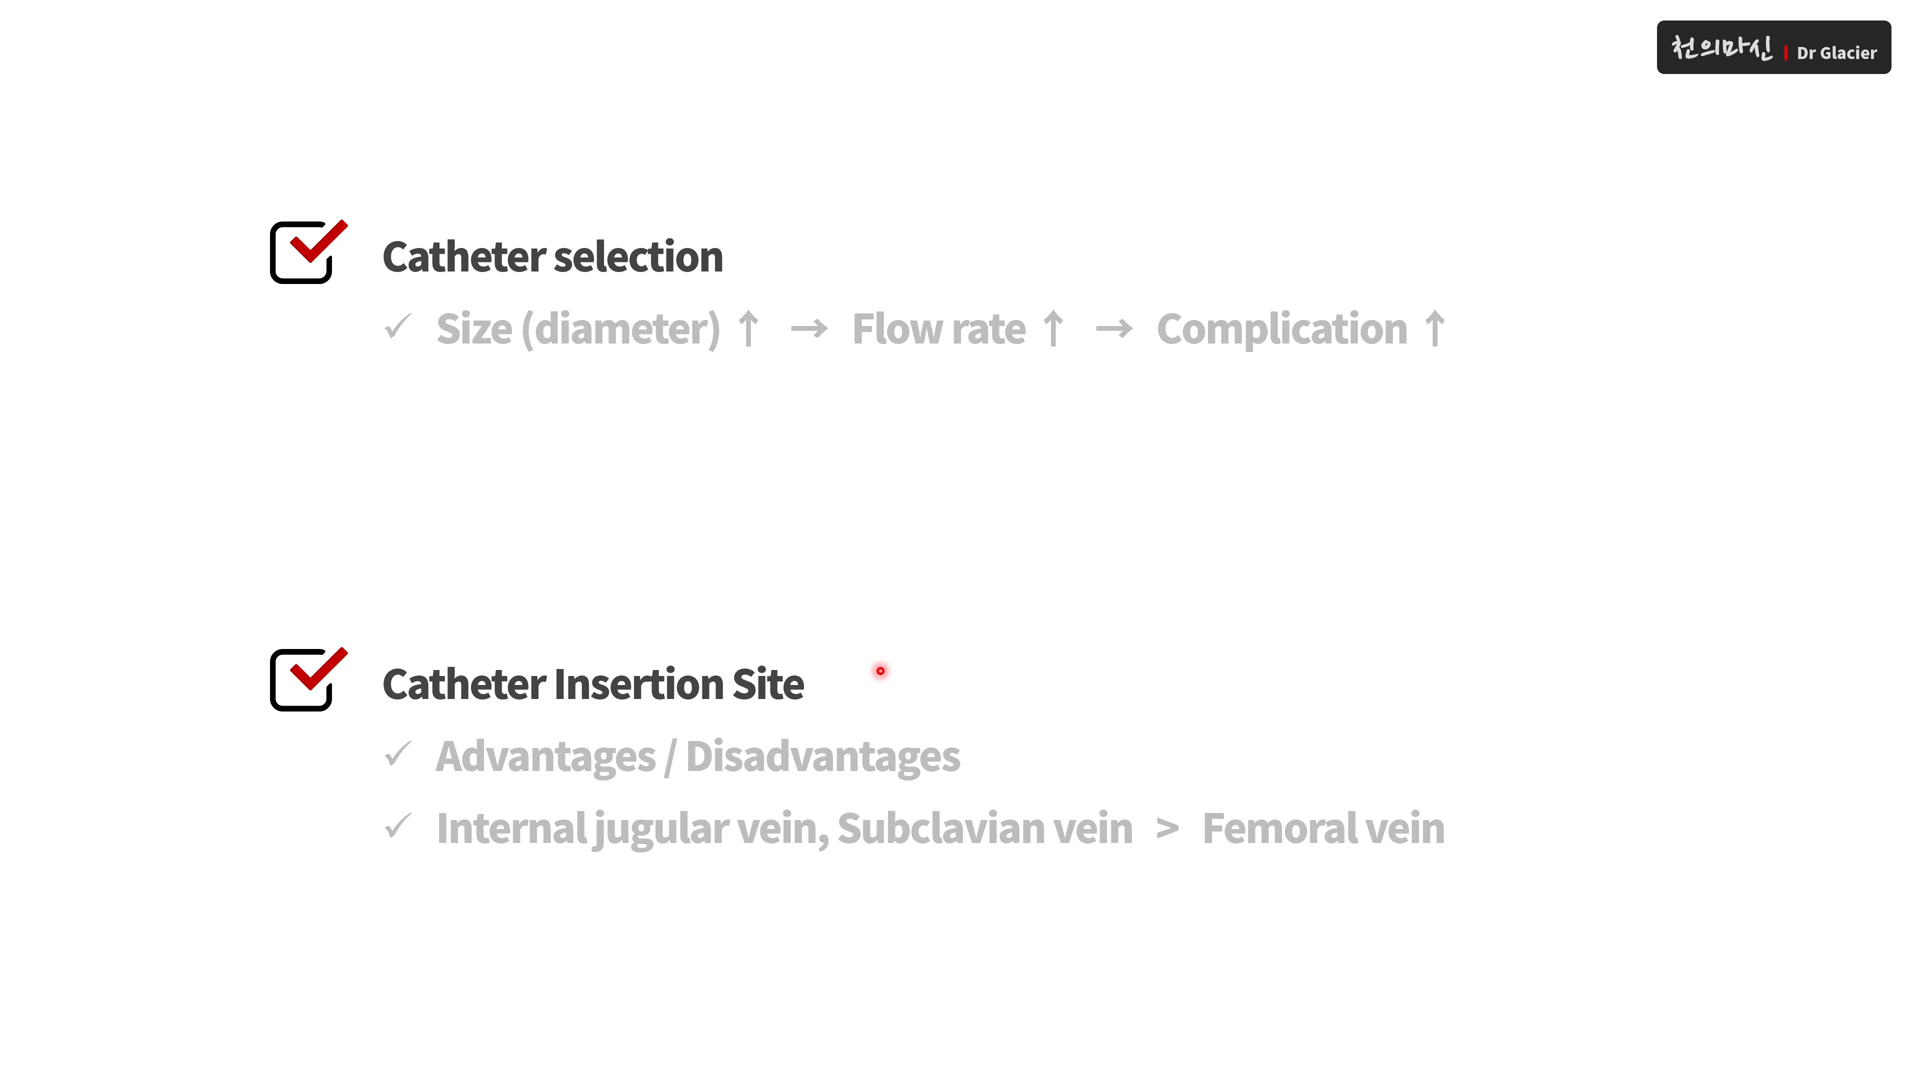 천의마신 | Dr Glacier
Catheter selection
✓ Size (diameter) ↑ → Flow rate ↑ → Complication ↑
Catheter Insertion Site
✓ Advantages / Disadvantages
✓ Internal jugular vein, Subclavian vein > Femoral vein